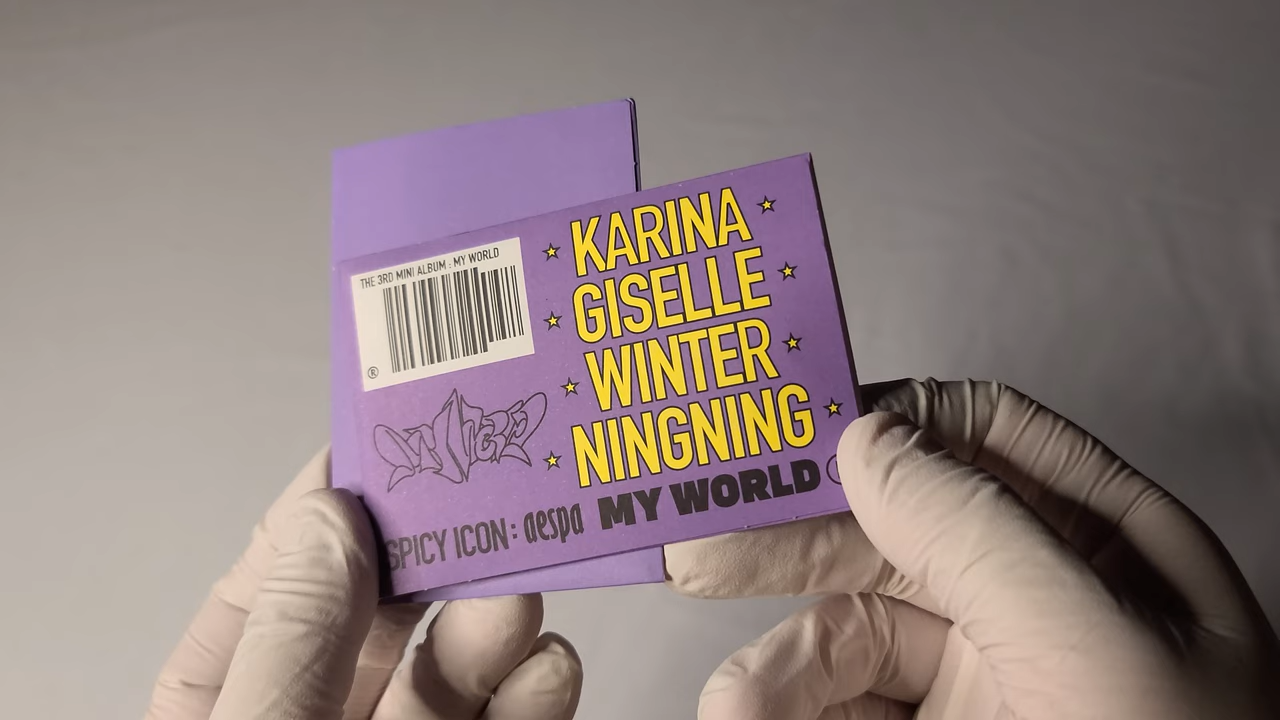 THE 3RD MINI ALBUM : MY WORLD
®
KARINA
GISELLE
WINTER
NINGNING
SPICY ICON : aespa MY WORLD